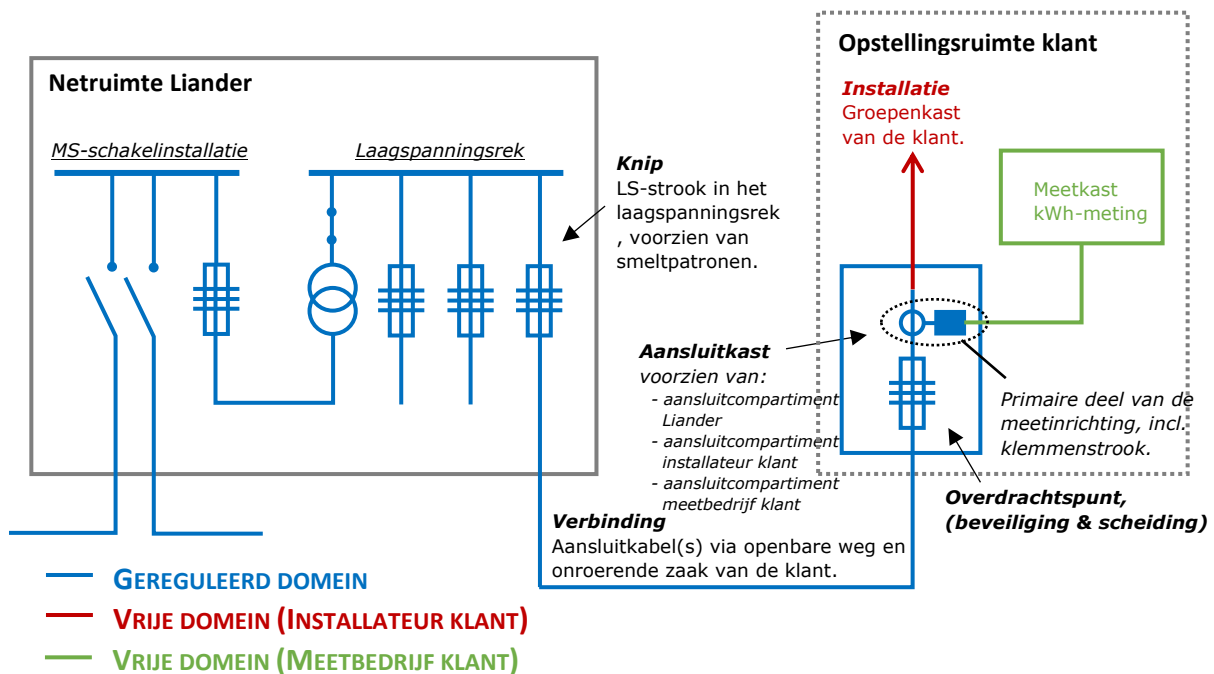 Netruimte Liander
MS-schakelinstallatie
Laagspanningsrek
Knip
LS-strook in het
laagspanningsrek
, voorzien van
smeltpatronen.
Opstellingsruimte klant
Installatie
Groepenkast
van de klant.
Meetkast
kWh-meting
Aansluitkast
voorzien van:
- aansluitcompartiment
Liander
- aansluitcompartiment
installateur klant
- aansluitcompartiment
meetbedrijf klant
Primaire deel van de
meetinrichting, incl.
klemmenstrook.
Overdrachtspunt,
(beveiliging & scheiding)
Verbinding
Aansluitkabel(s) via openbare weg en
onroerende zaak van de klant.
GEREGULEERD DOMEIN
VRIJE DOMEIN (INSTALLATEUR KLANT)
VRIJE DOMEIN (MEETBEDRIJF KLANT)